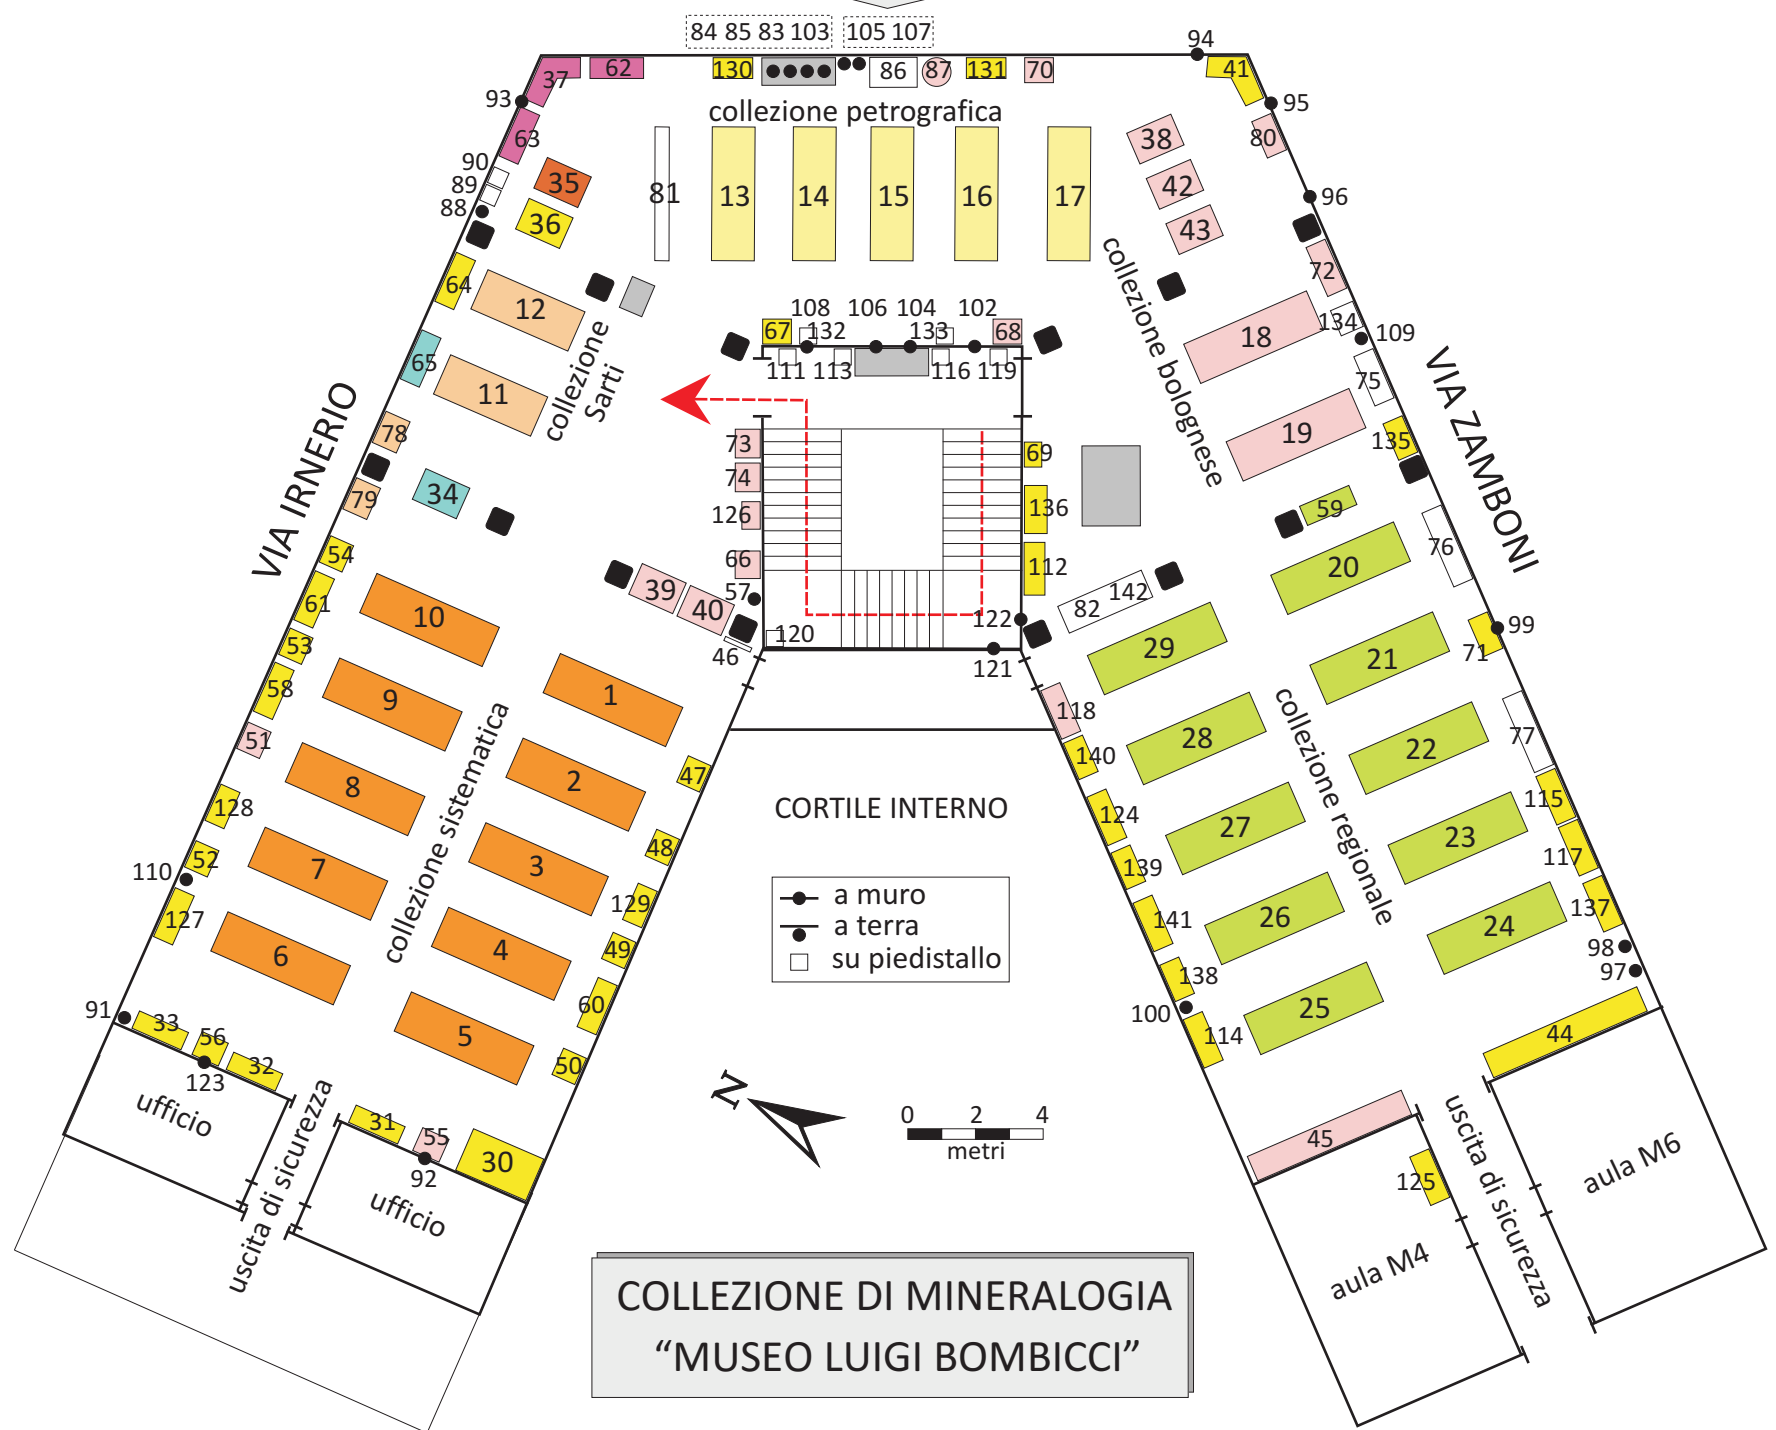 84 85 83 103 105 107
94
37 62 130 86 87 131 70 41
93 95
collezione petrografica
63 38 80
90
89 35 81 13 14 15 16 17 42 96
88
36 43
64 72
12
108 106 104 102
67 132 133 68 18 134 109
65 111 113 116 119
11 75
collezione
Sarti
collezione bolognese
VIA IRNERIO
VIA ZAMBONI
78 73 69 19 135
74
79 34 126 136 59
54 66 112 76
20
61 39 40 57 82 142
10 122 99
53 120 29 21 71
46 121
58 9 1 118
51 28 22 77
8 2 47 140
collezione sistematica
collezione regionale
128 CORTILE INTERNO 124 27 23 115
52 7 3 48 139 117
110
127 129 a muro 141 26 24 137
a terra
6 4 49 su piedistallo 138 98
97
91 33 56 32 5 60 100 25 114 44
123 50
N
0 2 4
metri
ufficio
31 55 30
92
ufficio
uscita di sicurezza
45
125
uscita di sicurezza
aula M6
aula M4
COLLEZIONE DI MINERALOGIA
“MUSEO LUIGI BOMBICCI”